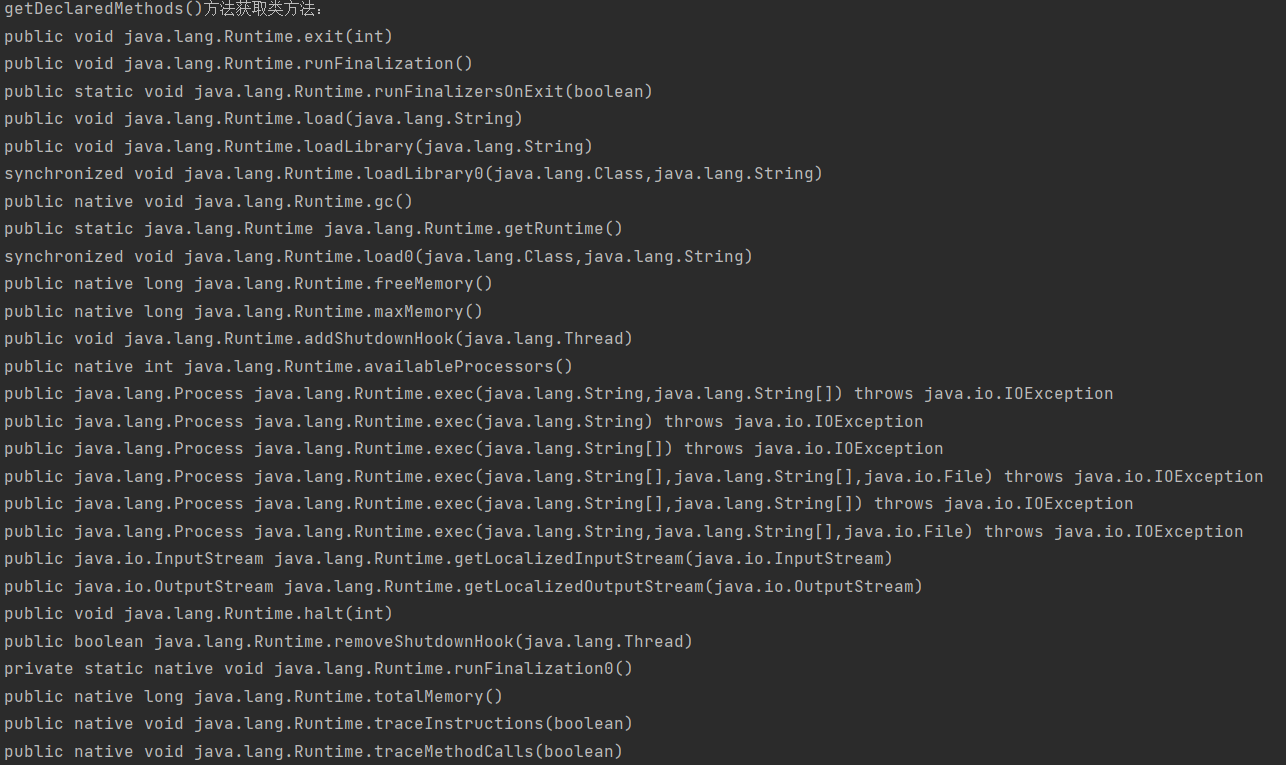 getDeclaredMethods()方法获取类方法：
public void java.lang.Runtime.exit(int)
public void java.lang.Runtime.runFinalization()
public static void java.lang.Runtime.runFinalizersOnExit(boolean)
public void java.lang.Runtime.load(java.lang.String)
public void java.lang.Runtime.loadLibrary(java.lang.String)
synchronized void java.lang.Runtime.loadLibrary0(java.lang.Class,java.lang.String)
public native void java.lang.Runtime.gc()
public static java.lang.Runtime java.lang.Runtime.getRuntime()
synchronized void java.lang.Runtime.load0(java.lang.Class,java.lang.String)
public native long java.lang.Runtime.freeMemory()
public native long java.lang.Runtime.maxMemory()
public void java.lang.Runtime.addShutdownHook(java.lang.Thread)
public native int java.lang.Runtime.availableProcessors()
public java.lang.Process java.lang.Runtime.exec(java.lang.String,java.lang.String[]) throws java.io.IOException
public java.lang.Process java.lang.Runtime.exec(java.lang.String) throws java.io.IOException
public java.lang.Process java.lang.Runtime.exec(java.lang.String[]) throws java.io.IOException
public java.lang.Process java.lang.Runtime.exec(java.lang.String[],java.lang.String[],java.io.File) throws java.io.IOException
public java.lang.Process java.lang.Runtime.exec(java.lang.String[],java.lang.String[]) throws java.io.IOException
public java.lang.Process java.lang.Runtime.exec(java.lang.String,java.lang.String[],java.io.File) throws java.io.IOException
public java.io.InputStream java.lang.Runtime.getLocalizedInputStream(java.io.InputStream)
public java.io.OutputStream java.lang.Runtime.getLocalizedOutputStream(java.io.OutputStream)
public void java.lang.Runtime.halt(int)
public boolean java.lang.Runtime.removeShutdownHook(java.lang.Thread)
private static native void java.lang.Runtime.runFinalization0()
public native long java.lang.Runtime.totalMemory()
public native void java.lang.Runtime.traceInstructions(boolean)
public native void java.lang.Runtime.traceMethodCalls(boolean)